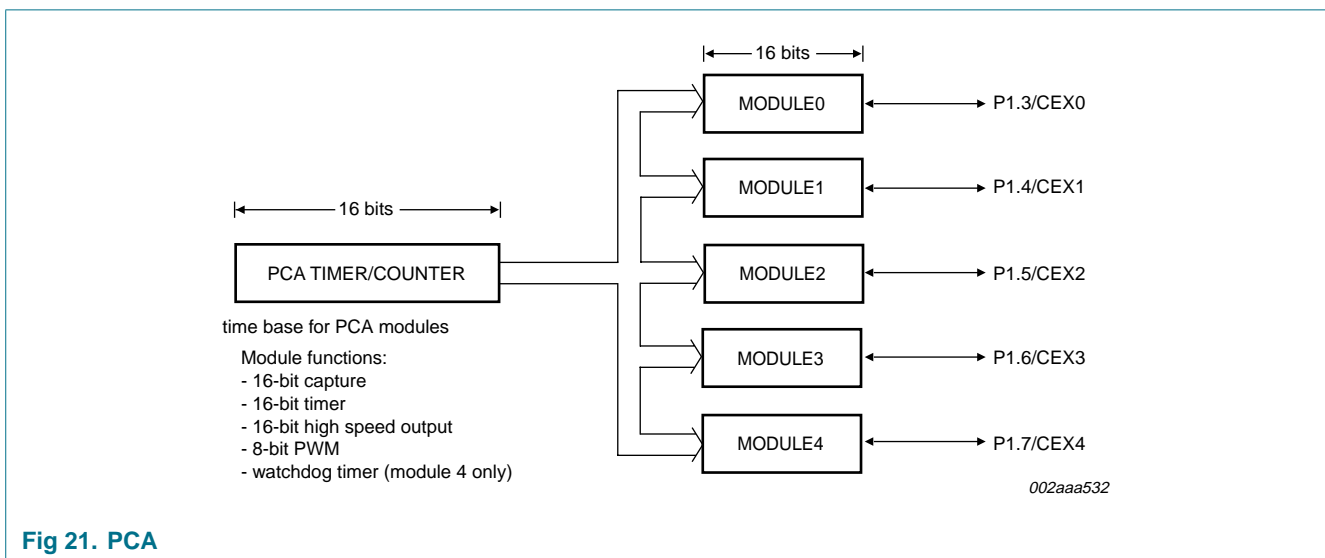 16 bits
MODULE0
P1.3/CEX0
MODULE1
P1.4/CEX1
16 bits
PCA TIMER/COUNTER
MODULE2
P1.5/CEX2
time base for PCA modules
Module functions:
- 16-bit capture
- 16-bit timer
- 16-bit high speed output
- 8-bit PWM
- watchdog timer (module 4 only)
MODULE3
P1.6/CEX3
MODULE4
P1.7/CEX4
002aaa532
Fig 21. PCA